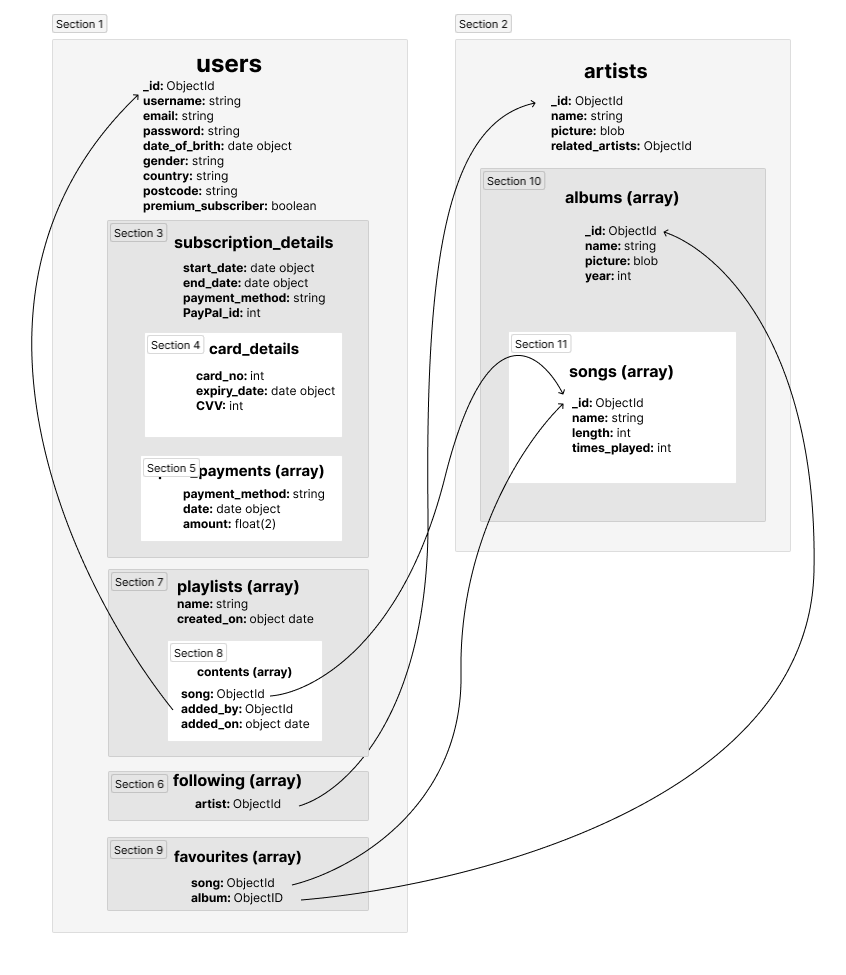 Section 1
users
_id: ObjectId
username: string
email: string
password: string
date_of_brith: date object
gender: string
country: string
postcode: string
premium_subscriber: boolean
Section 3
subscription_details
start_date: date object
end_date: date object
payment_method: string
PayPal_id: int
Section 4
card_details
card_no: int
expiry_date: date object
CVV: int
Section 5
_payments (array)
payment_method: string
date: date object
amount: float(2)
Section 7
playlists (array)
name: string
created_on: object date
Section 8
contents (array)
song: ObjectId
added_by: ObjectId
added_on: object date
Section 6
following (array)
artist: ObjectId
Section 9
favourites (array)
song: ObjectId
album: ObjectID
Section 2
artists
_id: ObjectId
name: string
picture: blob
related_artists: ObjectId
Section 10
albums (array)
_id: ObjectId
name: string
picture: blob
year: int
Section 11
songs (array)
_id: ObjectId
name: string
length: int
times_played: int